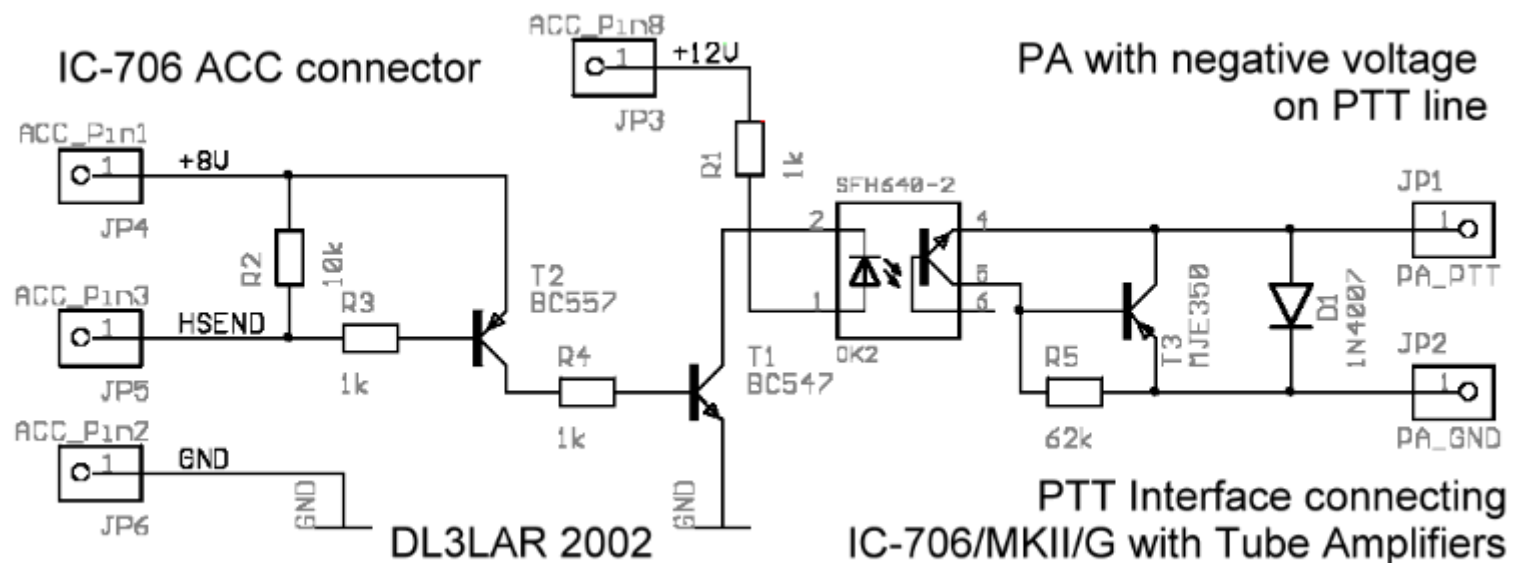 ACC_Pin8
IC-706 ACC connector
1
+12V
JP3
PA with negative voltage
on PTT line
ACC_Pin1
1
+8V
JP4
R1
1k
SFH640-2
JP1
1
PA_PTT
R2
10k
2
1
4
5
6
OK2
ACC_Pin3
1
HSEND
JP5
R3
1k
T2
BC557
R4
1k
T1
BC547
T3
MJE350
D1
1N4007
R5
62k
JP2
1
PA_GND
ACC_Pin2
1
GND
JP6
GND
GND
DL3LAR 2002
PTT Interface connecting
IC-706/MKII/G with Tube Amplifiers